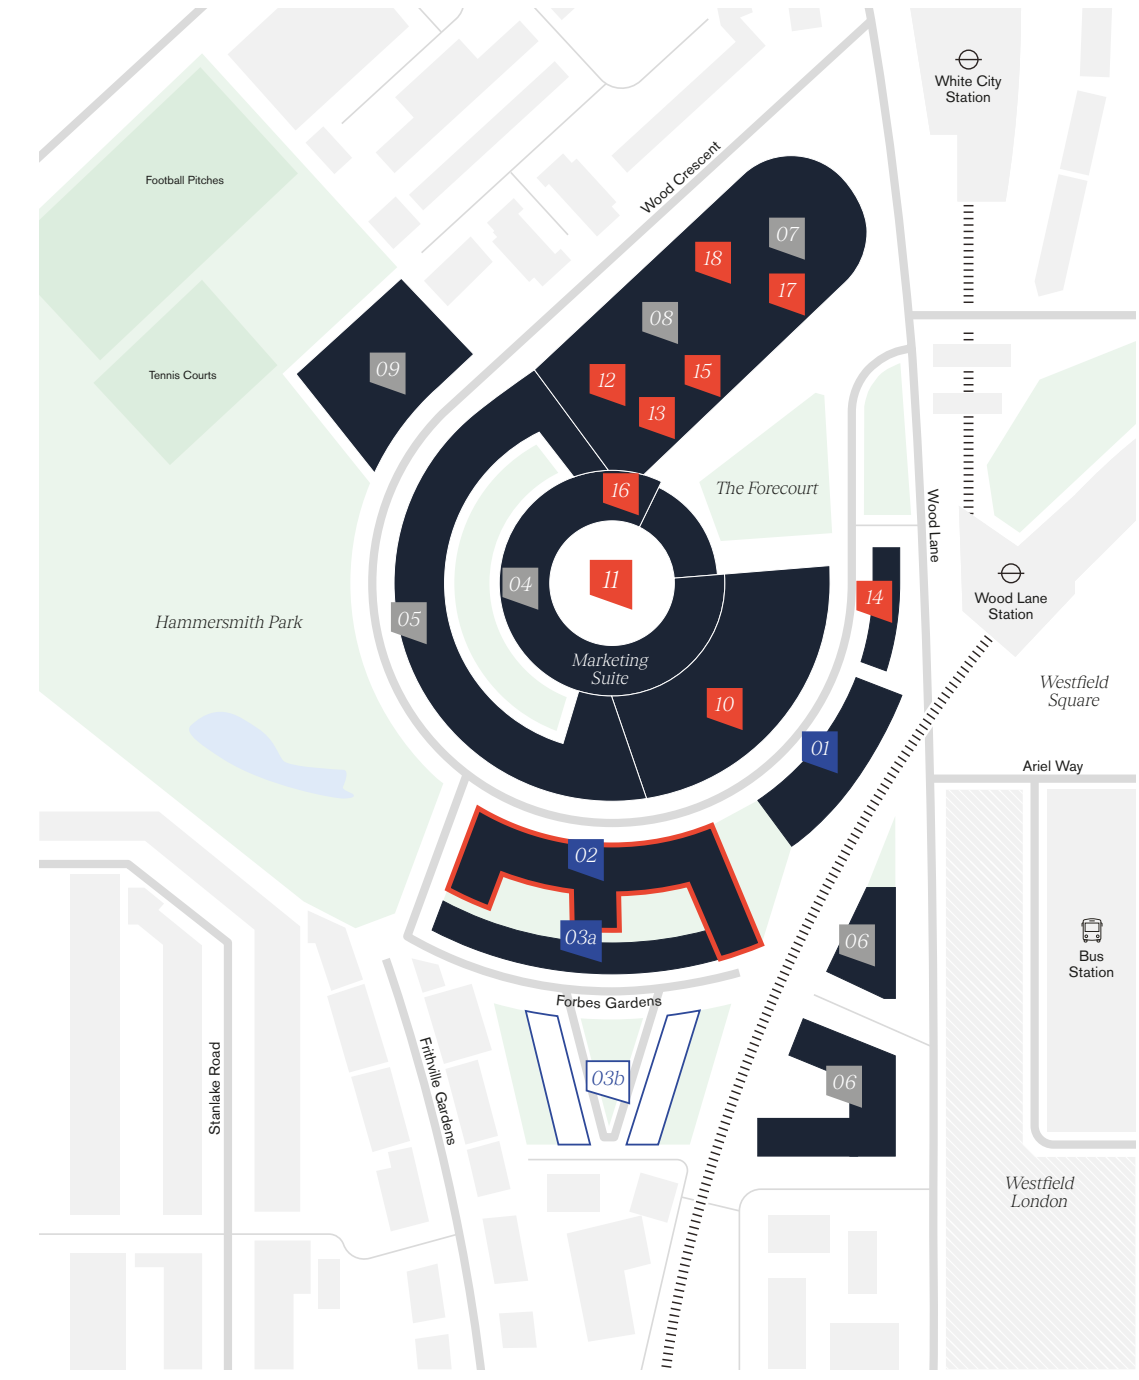 White City
Station
Wood Crescent
Football Pitches
07
18
17
08
09
Tennis Courts
12
15
13
16
The Forecourt
Wood Lane
11
04
05
14
Wood Lane
Station
Hammersmith Park
Marketing
Suite
Westfield
Square
10
01
Ariel Way
02
03a
06
Bus
Station
Forbes Gardens
03b
06
Stanlake Road
Frithville Gardens
Westfield
London